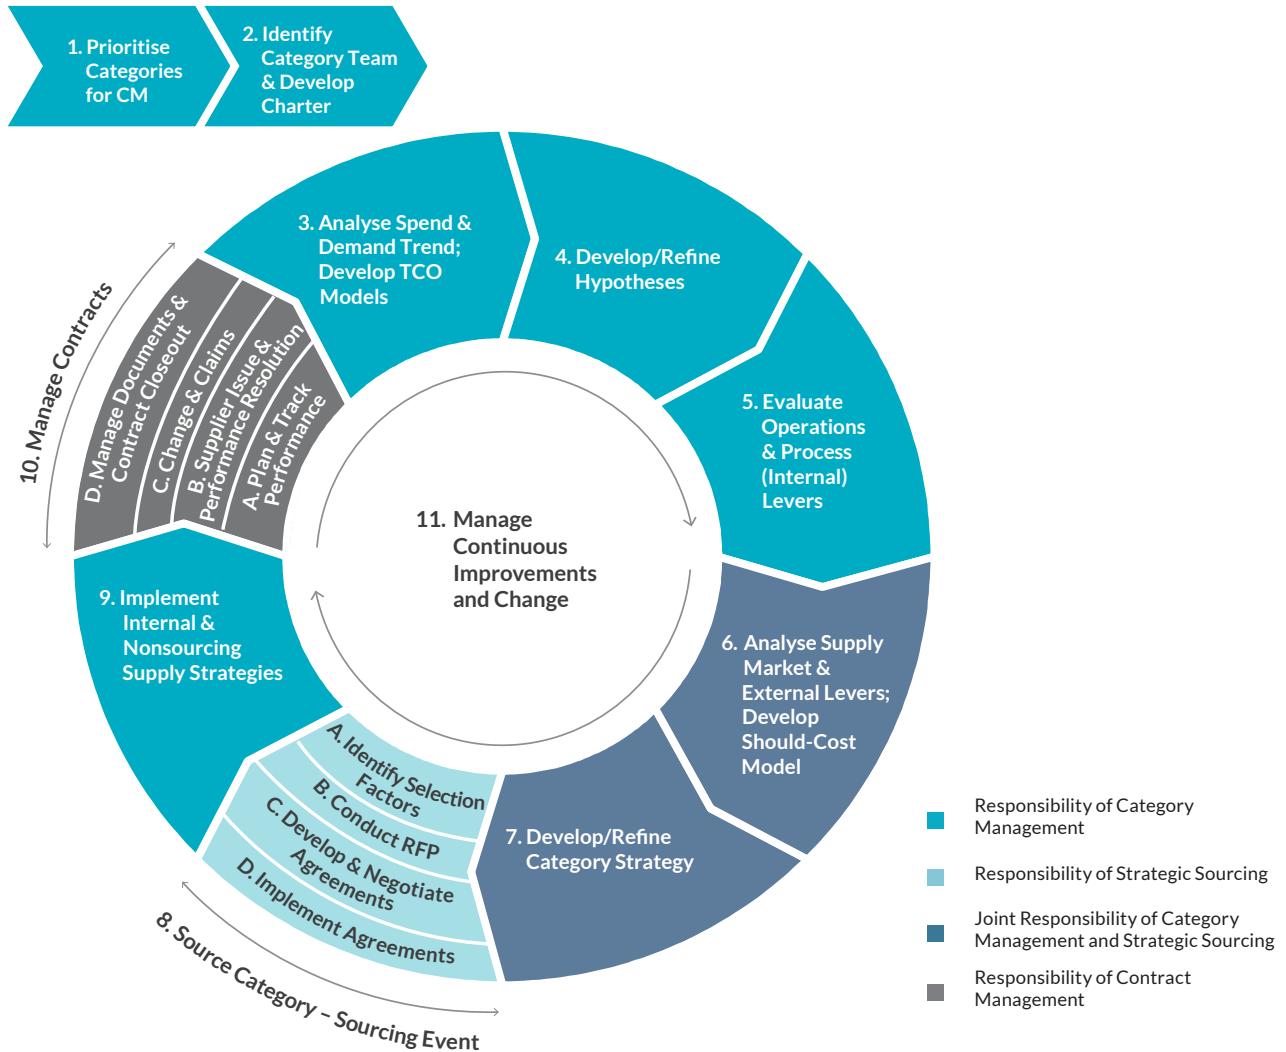 1. Prioritise
Categories
for CM
2. Identify
Category Team
& Develop
Charter
3. Analyse Spend &
Demand Trend;
Develop TCO
Models
4. Develop/Refine
Hypotheses
5. Evaluate
Operations
& Process
(Internal)
Levers
6. Analyse Supply
Market &
External Levers;
Develop
Should-Cost
Model
7. Develop/Refine
Category Strategy
8. Source Category – Sourcing Event
A. Identify Selection
Factors
B. Conduct RFP
C. Develop & Negotiate
Agreements
D. Implement Agreements
9. Implement
Internal &
Nonsourcing
Supply Strategies
10. Manage Contracts
A. Plan & Track
Performance
B. Supplier Issue &
Performance Resolution
C. Change & Claims
D. Manage Documents &
Contract Closeout
11. Manage
Continuous
Improvements
and Change
Responsibility of Category
Management
Responsibility of Strategic Sourcing
Joint Responsibility of Category
Management and Strategic Sourcing
Responsibility of Contract
Management